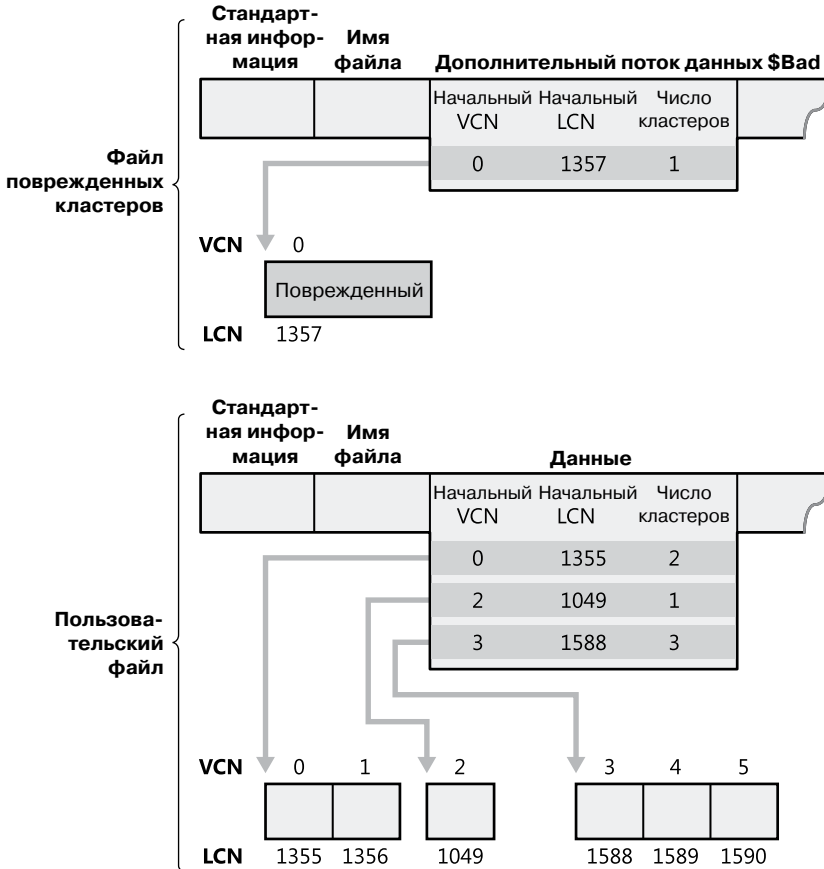 Стандарт-
ная инфор-
мация
Имя
файла
Дополнительный поток данных $Bad
Начальный VCN
Начальный LCN
Число кластеров
0 1357 1
Файл
поврежденных
кластеров
VCN 0
Поврежденный
LCN 1357
Стандарт-
ная инфор-
мация
Имя
файла
Данные
Начальный VCN
Начальный LCN
Число кластеров
0 1355 2
2 1049 1
3 1588 3
Пользова-
тельский
файл
VCN 0 1 2 3 4 5
LCN 1355 1356 1049 1588 1589 1590